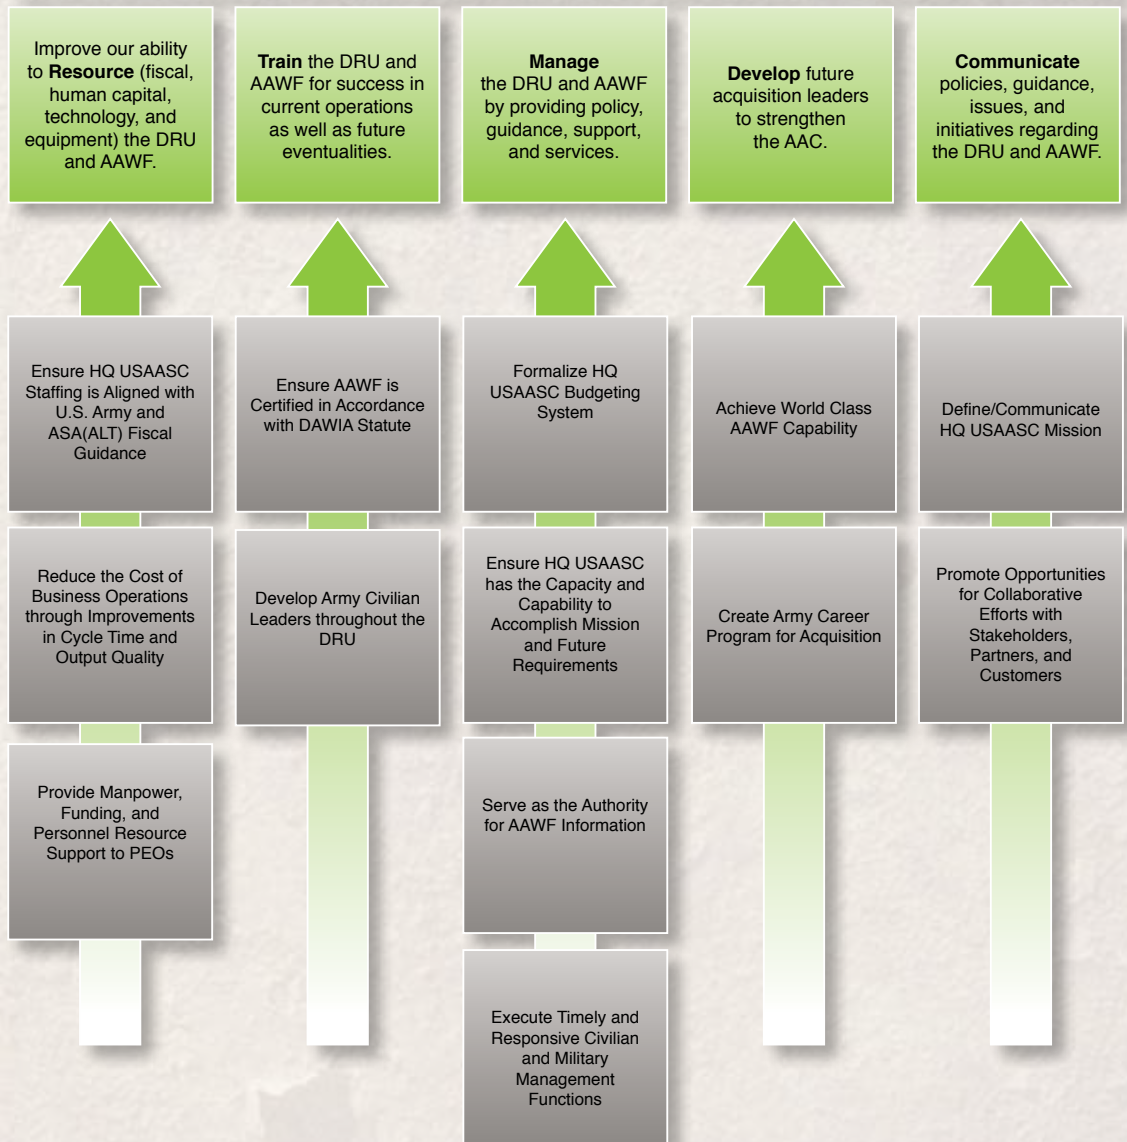 Improve our ability
to Resource (fiscal,
human capital,
technology, and
equipment) the DRU
and AAWF.
Train the DRU and
AAWF for success in
current operations
as well as future
eventualities.
Manage
the DRU and AAWF
by providing policy,
guidance, support,
and services.
Develop future
acquisition leaders
to strengthen
the AAC.
Communicate
policies, guidance,
issues, and
initiatives regarding
the DRU and AAWF.
Ensure HQ USAASC
Staffing is Aligned with
U.S. Army and
ASA(ALT) Fiscal
Guidance
Ensure AAWF is
Certified in Accordance
with DAWIA Statute
Formalize HQ
USAASC Budgeting
System
Achieve World Class
AAWF Capability
Define/Communicate
HQ USAASC Mission
Reduce the Cost of
Business Operations
through Improvements
in Cycle Time and
Output Quality
Develop Army Civilian
Leaders throughout the
DRU
Ensure HQ USAASC
has the Capacity and
Capability to
Accomplish Mission
and Future
Requirements
Create Army Career
Program for Acquisition
Promote Opportunities
for Collaborative
Efforts with
Stakeholders,
Partners, and
Customers
Provide Manpower,
Funding, and
Personnel Resource
Support to PEOs
Serve as the Authority
for AAWF Information
Execute Timely and
Responsive Civilian
and Military
Management
Functions